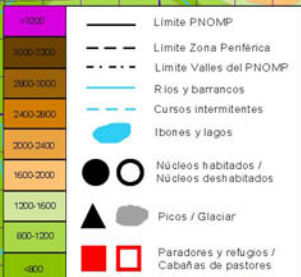 >3200
3000-3200
2800-3000
2400-2800
2000-2400
1600-2000
1200-1600
800-1200
<800
Límite PNOMP
Límite Zona Periférica
Límite Valles del PNOMP
Ríos y barrancos
Cursos intermitentes
Ibones y lagos
Núcleos habitados /
Núcleos deshabitados
Picos / Glaciar
Paradores y refugios /
Cabañas de pastores